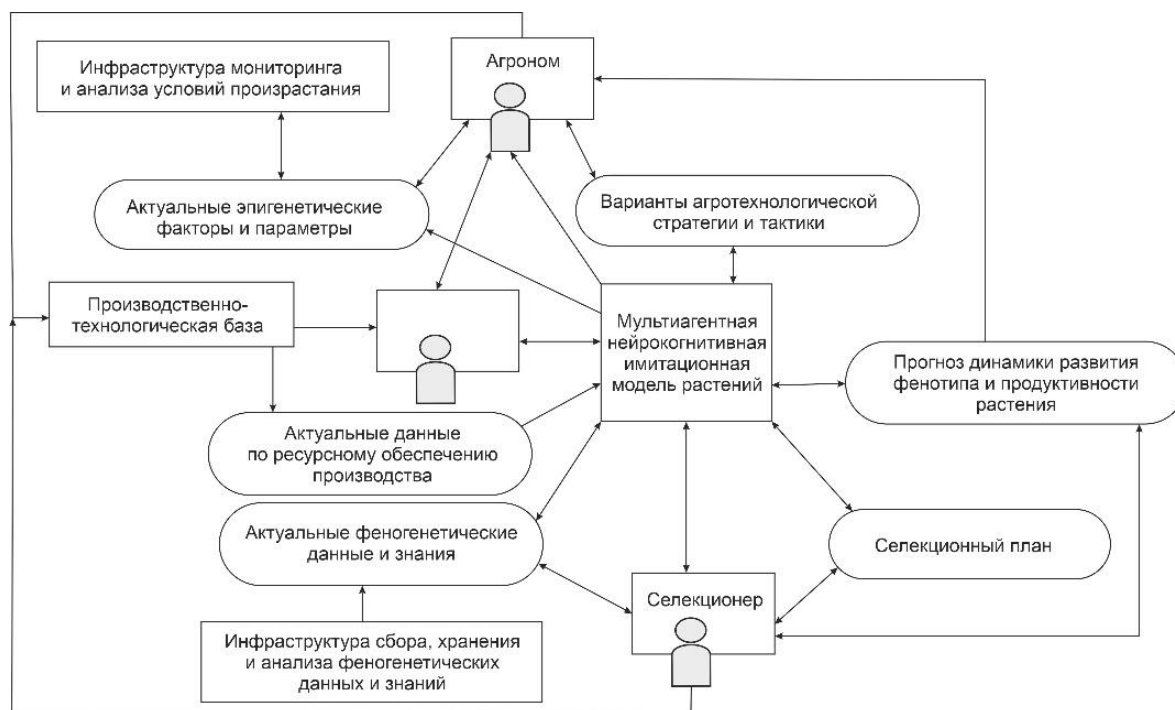 Агроном
Инфраструктура мониторинга
и анализа условий произрастания
Актуальные эпигенетические
факторы и параметры
Варианты агротехнологической
стратегии и тактики
Производственно-
технологическая база
Мультиагентная
нейрокогнитивная
имитационная
модель растений
Прогноз динамики развития
фенотипа и продуктивности
растения
Актуальные данные
по ресурсному обеспечению
производства
Актуальные феногенетические
данные и знания
Селекционный план
Селекционер
Инфраструктура сбора, хранения
и анализа феногенетических
данных и знаний